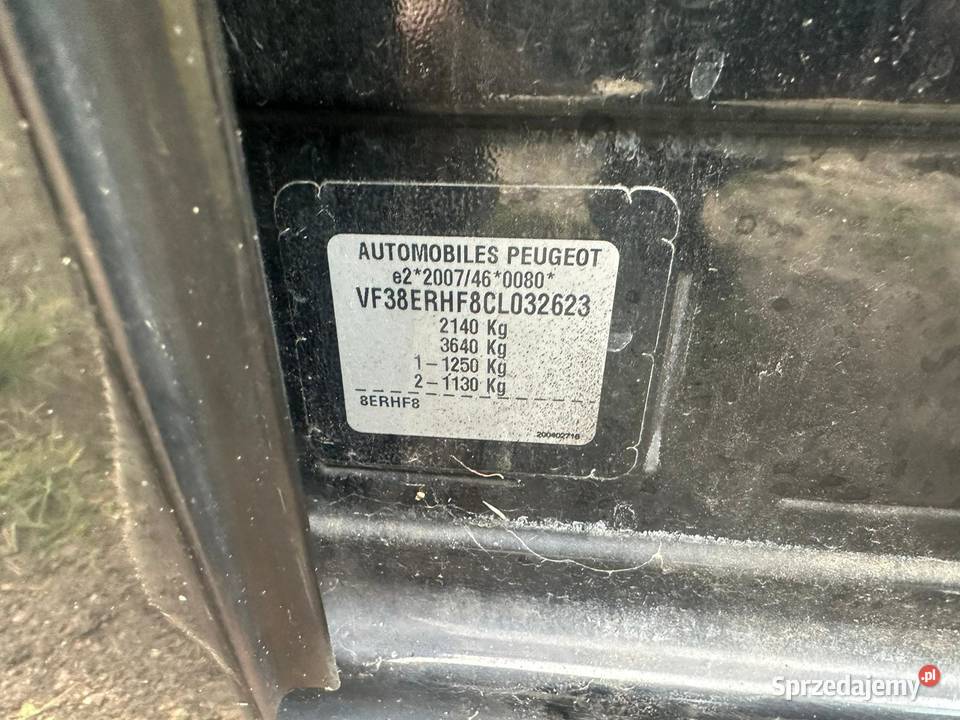 AUTOMOBILES PEUGEOT
e2*2007/46*0080*
VF38ERHF8CL032623
2140 Kg
3640 Kg
1-1250 Kg
2-1130 Kg
8ERHF8
200402716
Sprzedajemy.pl